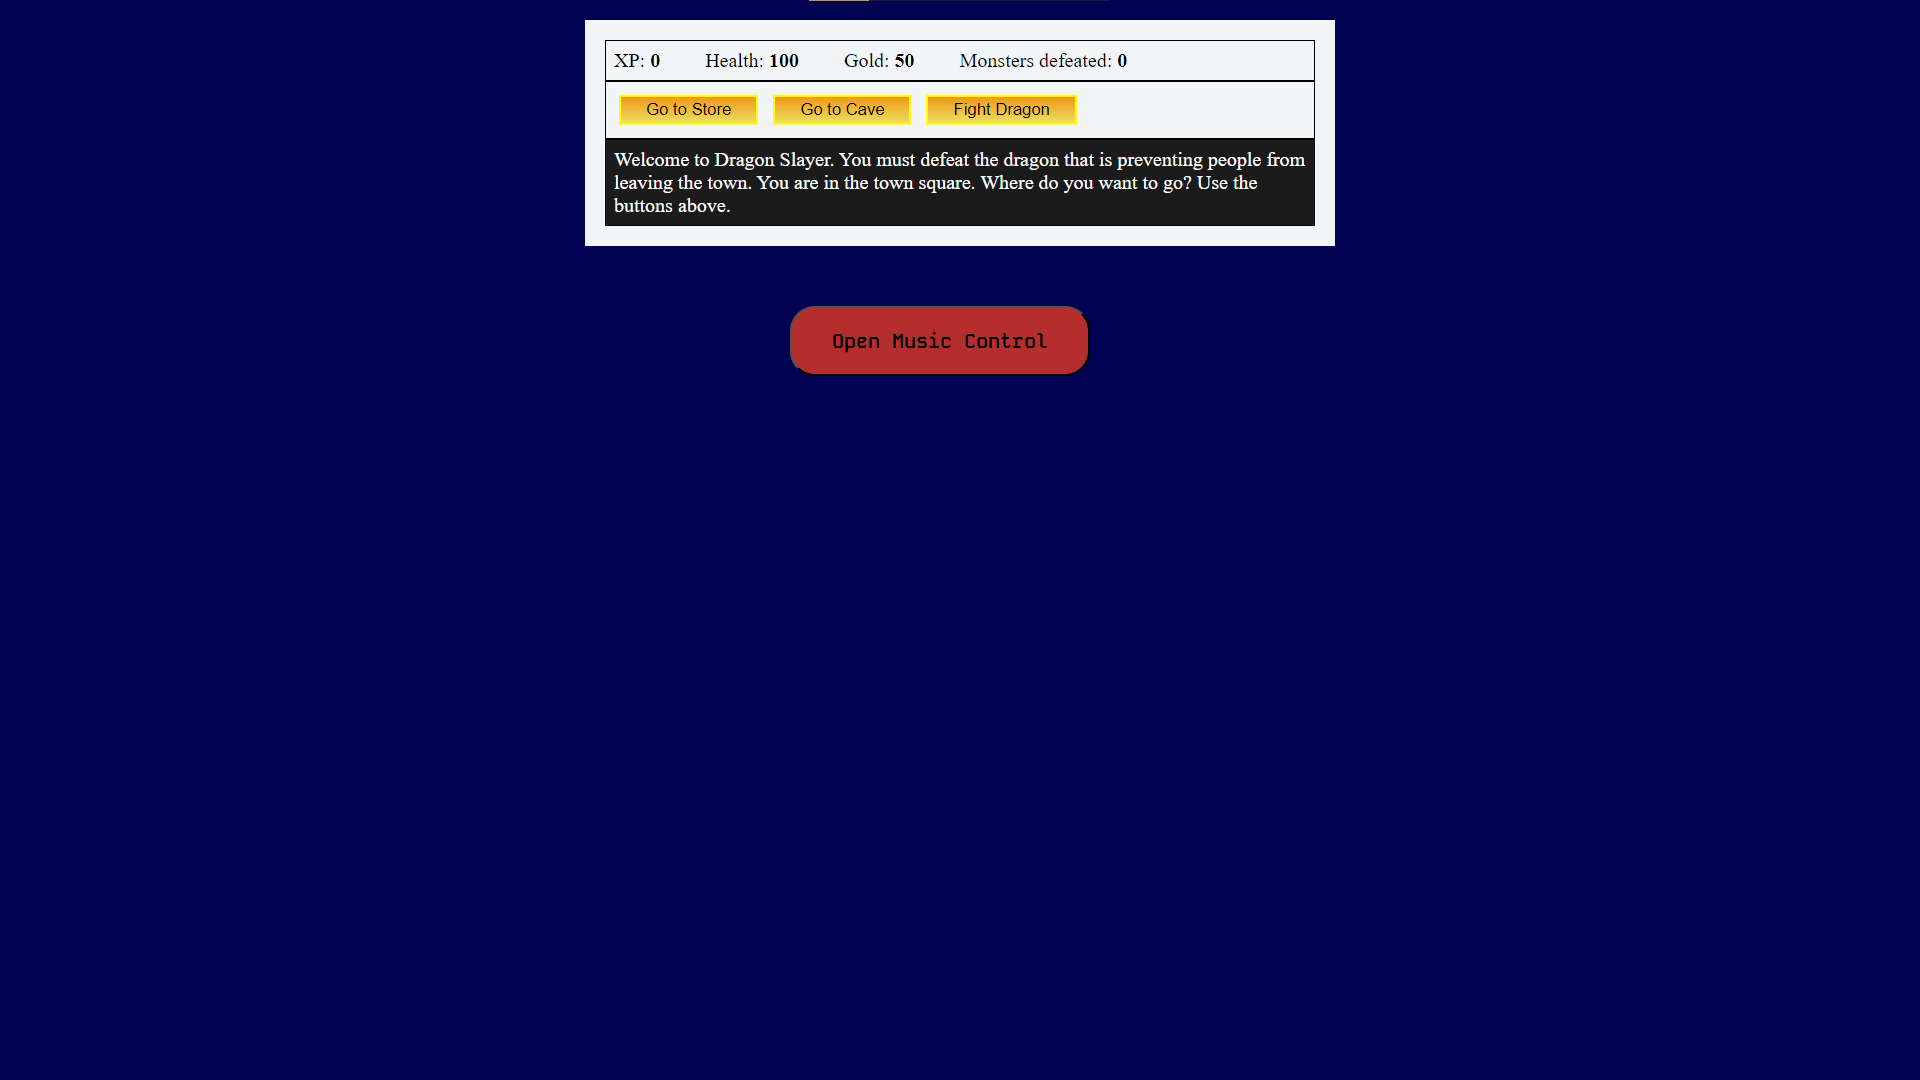 XP: 0 Health: 100 Gold: 50 Monsters defeated: 0
Go to Store Go to Cave Fight Dragon
Welcome to Dragon Slayer. You must defeat the dragon that is preventing people from
leaving the town. You are in the town square. Where do you want to go? Use the
buttons above.
Open Music Control